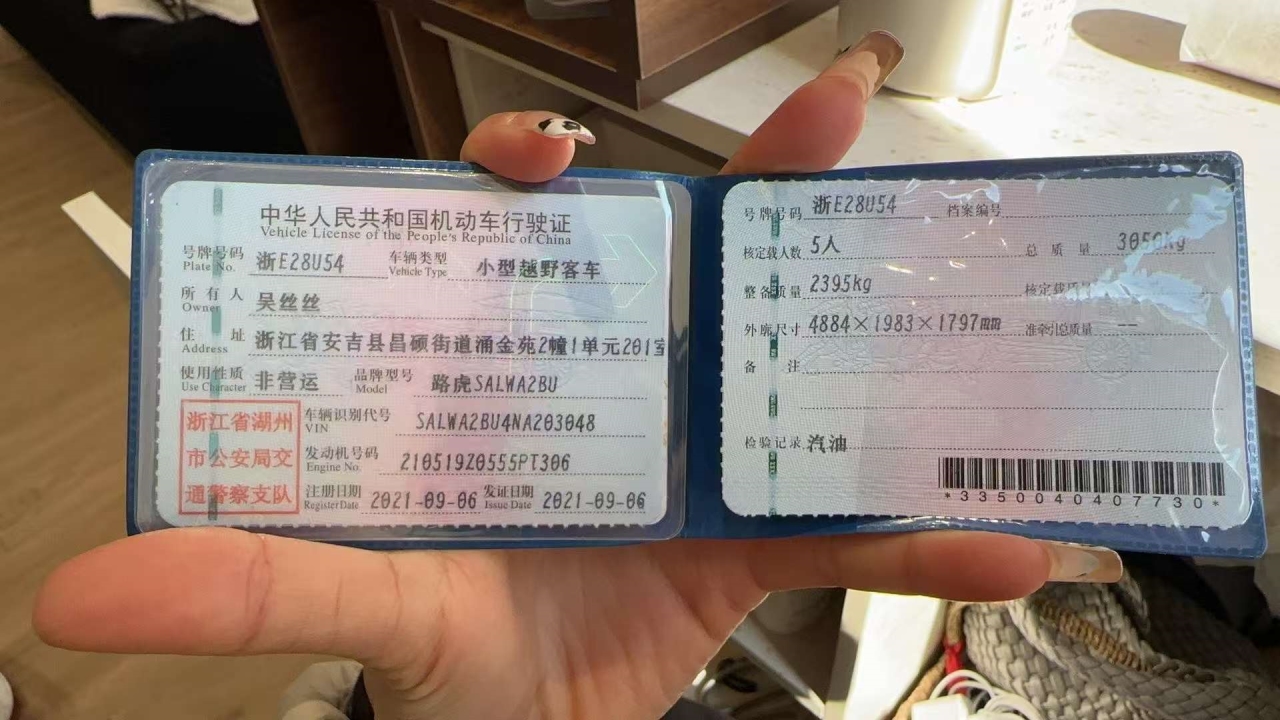 中华人民共和国机动车行驶证
Vehicle License of the People's Republic of China
号牌号码 浙E28U54 车辆类型 小型越野客车
Plate No. Vehicle Type
所有人 吴丝丝
Owner
住址 浙江省安吉县昌硕街道涌金苑2幢1单元201室
Address
使用性质 非营运 品牌型号 路虎SALWA2BU
Use Character Model
浙江省湖州
市公安局交
通警察支队
车辆识别代号 SALWA2BU4NA203048
VIN
发动机号码 210519Z0555PT306
Engine No.
注册日期 2021-09-06 发证日期 2021-09-06
Register Date Issue Date
号牌号码 浙E28U54 档案编号
核定载人数 5人 总质量 3050kg
整备质量 2395kg 核定载质量
外廓尺寸 4884×1983×1797mm 准牵引总质量 --
备注
检验记录 汽油
*3350040407730*